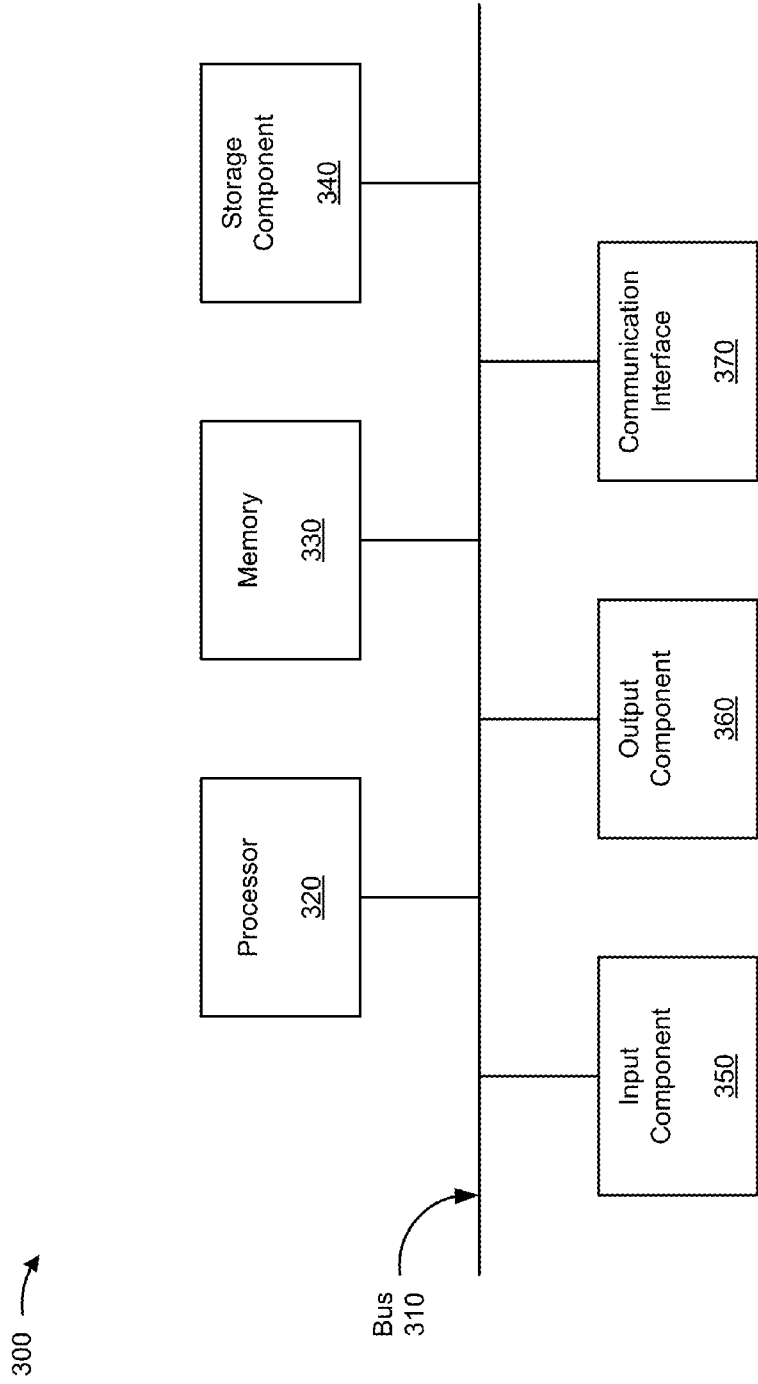 300
Processor
320
Memory
330
Storage
Component
340
Bus
310
Input
Component
350
Output
Component
360
Communication
Interface
370